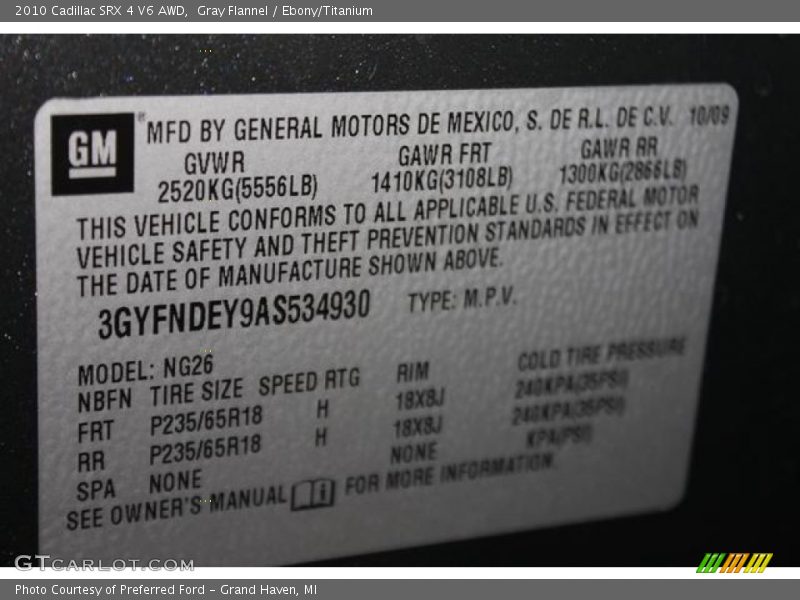 2010 Cadillac SRX 4 V6 AWD, Gray Flannel / Ebony/Titanium
GM
® MFD BY GENERAL MOTORS DE MEXICO, S. DE R.L. DE C.V. 10/09
GVWR GAWR FRT GAWR RR
2520KG(5556LB) 1410KG(3108LB) 1300KG(2866LB)
THIS VEHICLE CONFORMS TO ALL APPLICABLE U.S. FEDERAL MOTOR
VEHICLE SAFETY AND THEFT PREVENTION STANDARDS IN EFFECT ON
THE DATE OF MANUFACTURE SHOWN ABOVE.
3GYFNDEY9AS534930 TYPE: M.P.V.
MODEL: NG26
NBFN TIRE SIZE SPEED RTG RIM COLD TIRE PRESSURE
FRT P235/65R18 H 18X8J 240KPA(35PSI)
RR P235/65R18 H 18X8J 240KPA(35PSI)
SPA NONE NONE KPA(PSI)
SEE OWNER'S MANUAL FOR MORE INFORMATION.
GTCARLOT.COM
Photo Courtesy of Preferred Ford – Grand Haven, MI